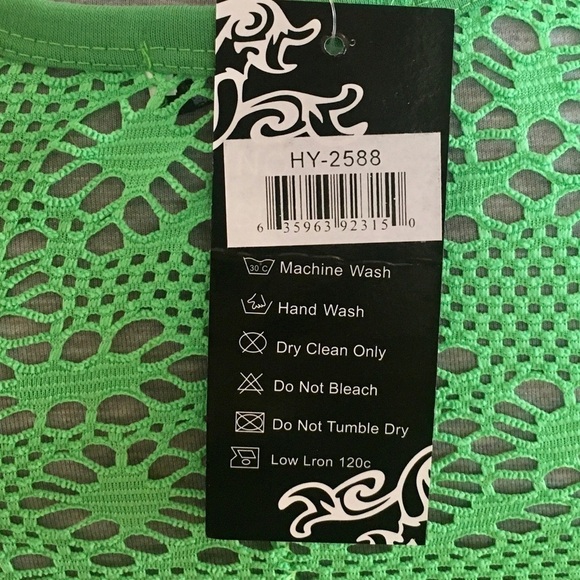 HY-2588
6 35963 92315 0
30°C Machine Wash
Hand Wash
Dry Clean Only
Do Not Bleach
Do Not Tumble Dry
Low Lron 120c